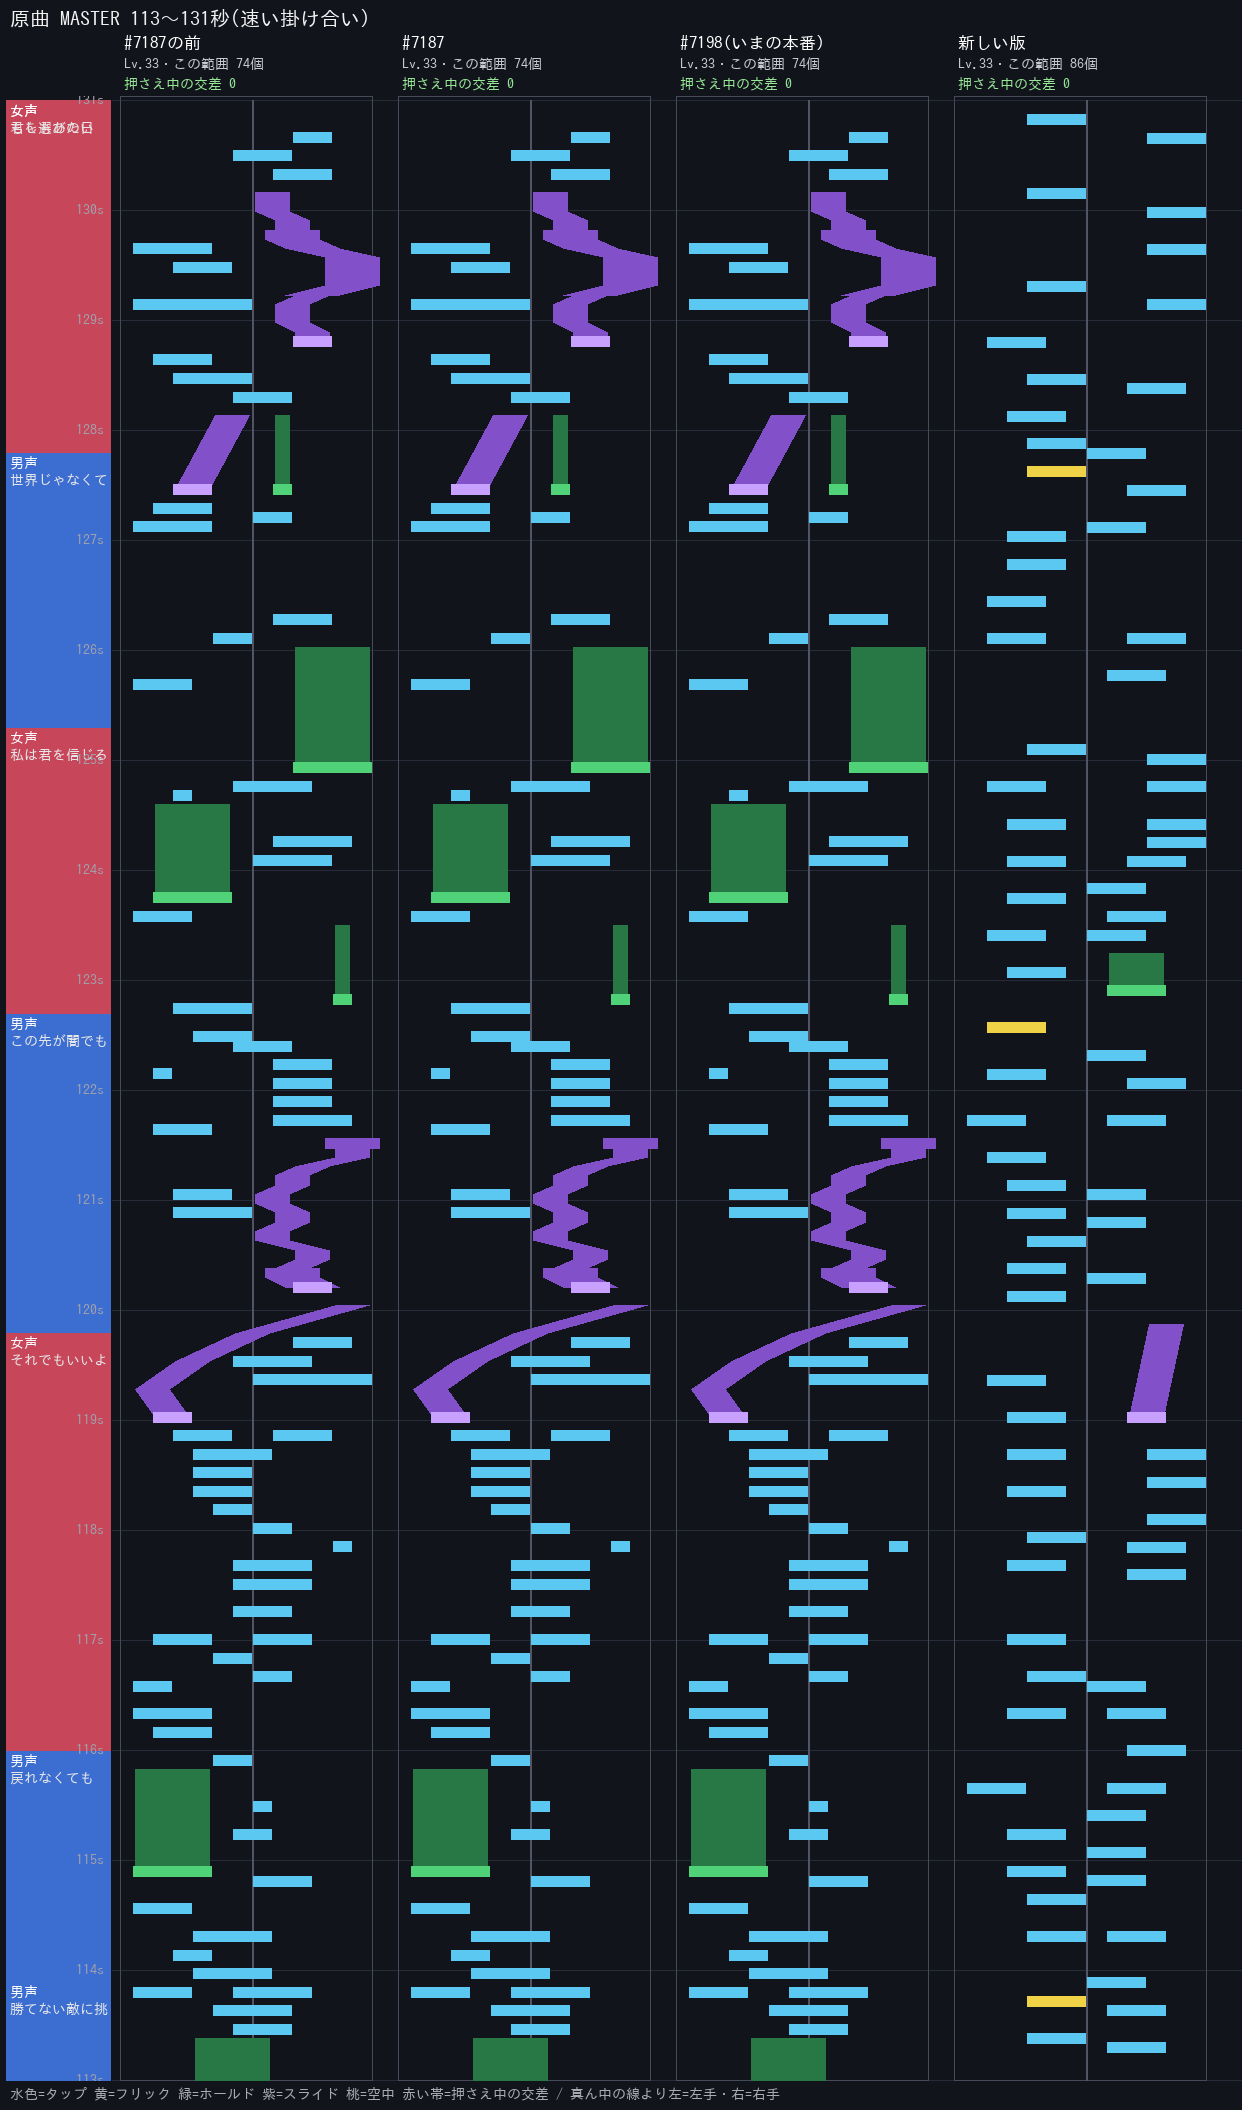 原曲 MASTER 113〜131秒(速い掛け合い)
#7187の前
Lv.33・この範囲 74個
押さえ中の交差 0
#7187
Lv.33・この範囲 74個
押さえ中の交差 0
#7198(いまの本番)
Lv.33・この範囲 74個
押さえ中の交差 0
新しい版
Lv.33・この範囲 86個
押さえ中の交差 0
131s
女声
130s
129s
128s
男声
世界じゃなくて
127s
126s
女声
私は君を信じる
125s
124s
123s
男声
この先が闇でも
122s
121s
120s
女声
それでもいいよ
119s
118s
117s
116s
男声
戻れなくても
115s
114s
男声
勝てない敵に挑
113s
水色=タップ 黄=フリック 緑=ホールド 紫=スライド 桃=空中 赤い帯=押さえ中の交差 / 真ん中の線より左=左手・右=右手